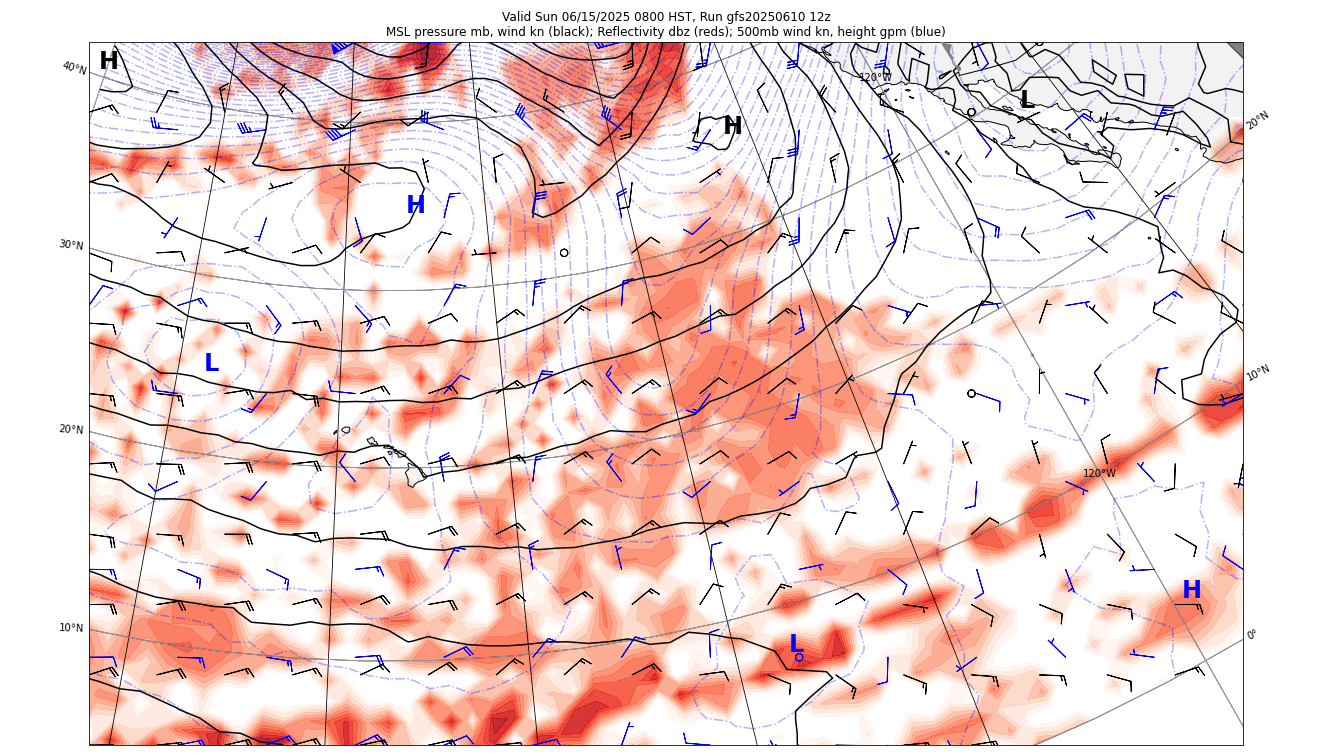 Valid Sun 06/15/2025 0800 HST, Run gfs20250610 12z
MSL pressure mb, wind kn (black); Reflectivity dbz (reds); 500mb wind kn, height gpm (blue)
H
40°N
120°W
L
H
20°N
H
30°N
L
10°N
20°N
120°W
H
10°N
L
0°